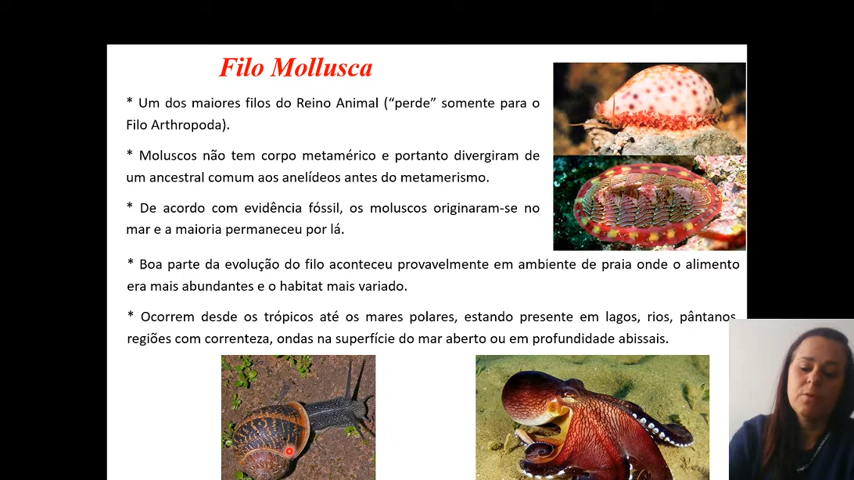 Filo Mollusca
* Um dos maiores filos do Reino Animal (“perde” somente para o
Filo Arthropoda).
* Moluscos não tem corpo metamérico e portanto divergiram de
um ancestral comum aos anelídeos antes do metamerismo.
* De acordo com evidência fóssil, os moluscos originaram-se no
mar e a maioria permaneceu por lá.
* Boa parte da evolução do filo aconteceu provavelmente em ambiente de praia onde o alimento
era mais abundantes e o habitat mais variado.
* Ocorrem desde os trópicos até os mares polares, estando presente em lagos, rios, pântanos
regiões com correnteza, ondas na superfície do mar aberto ou em profundidade abissais.